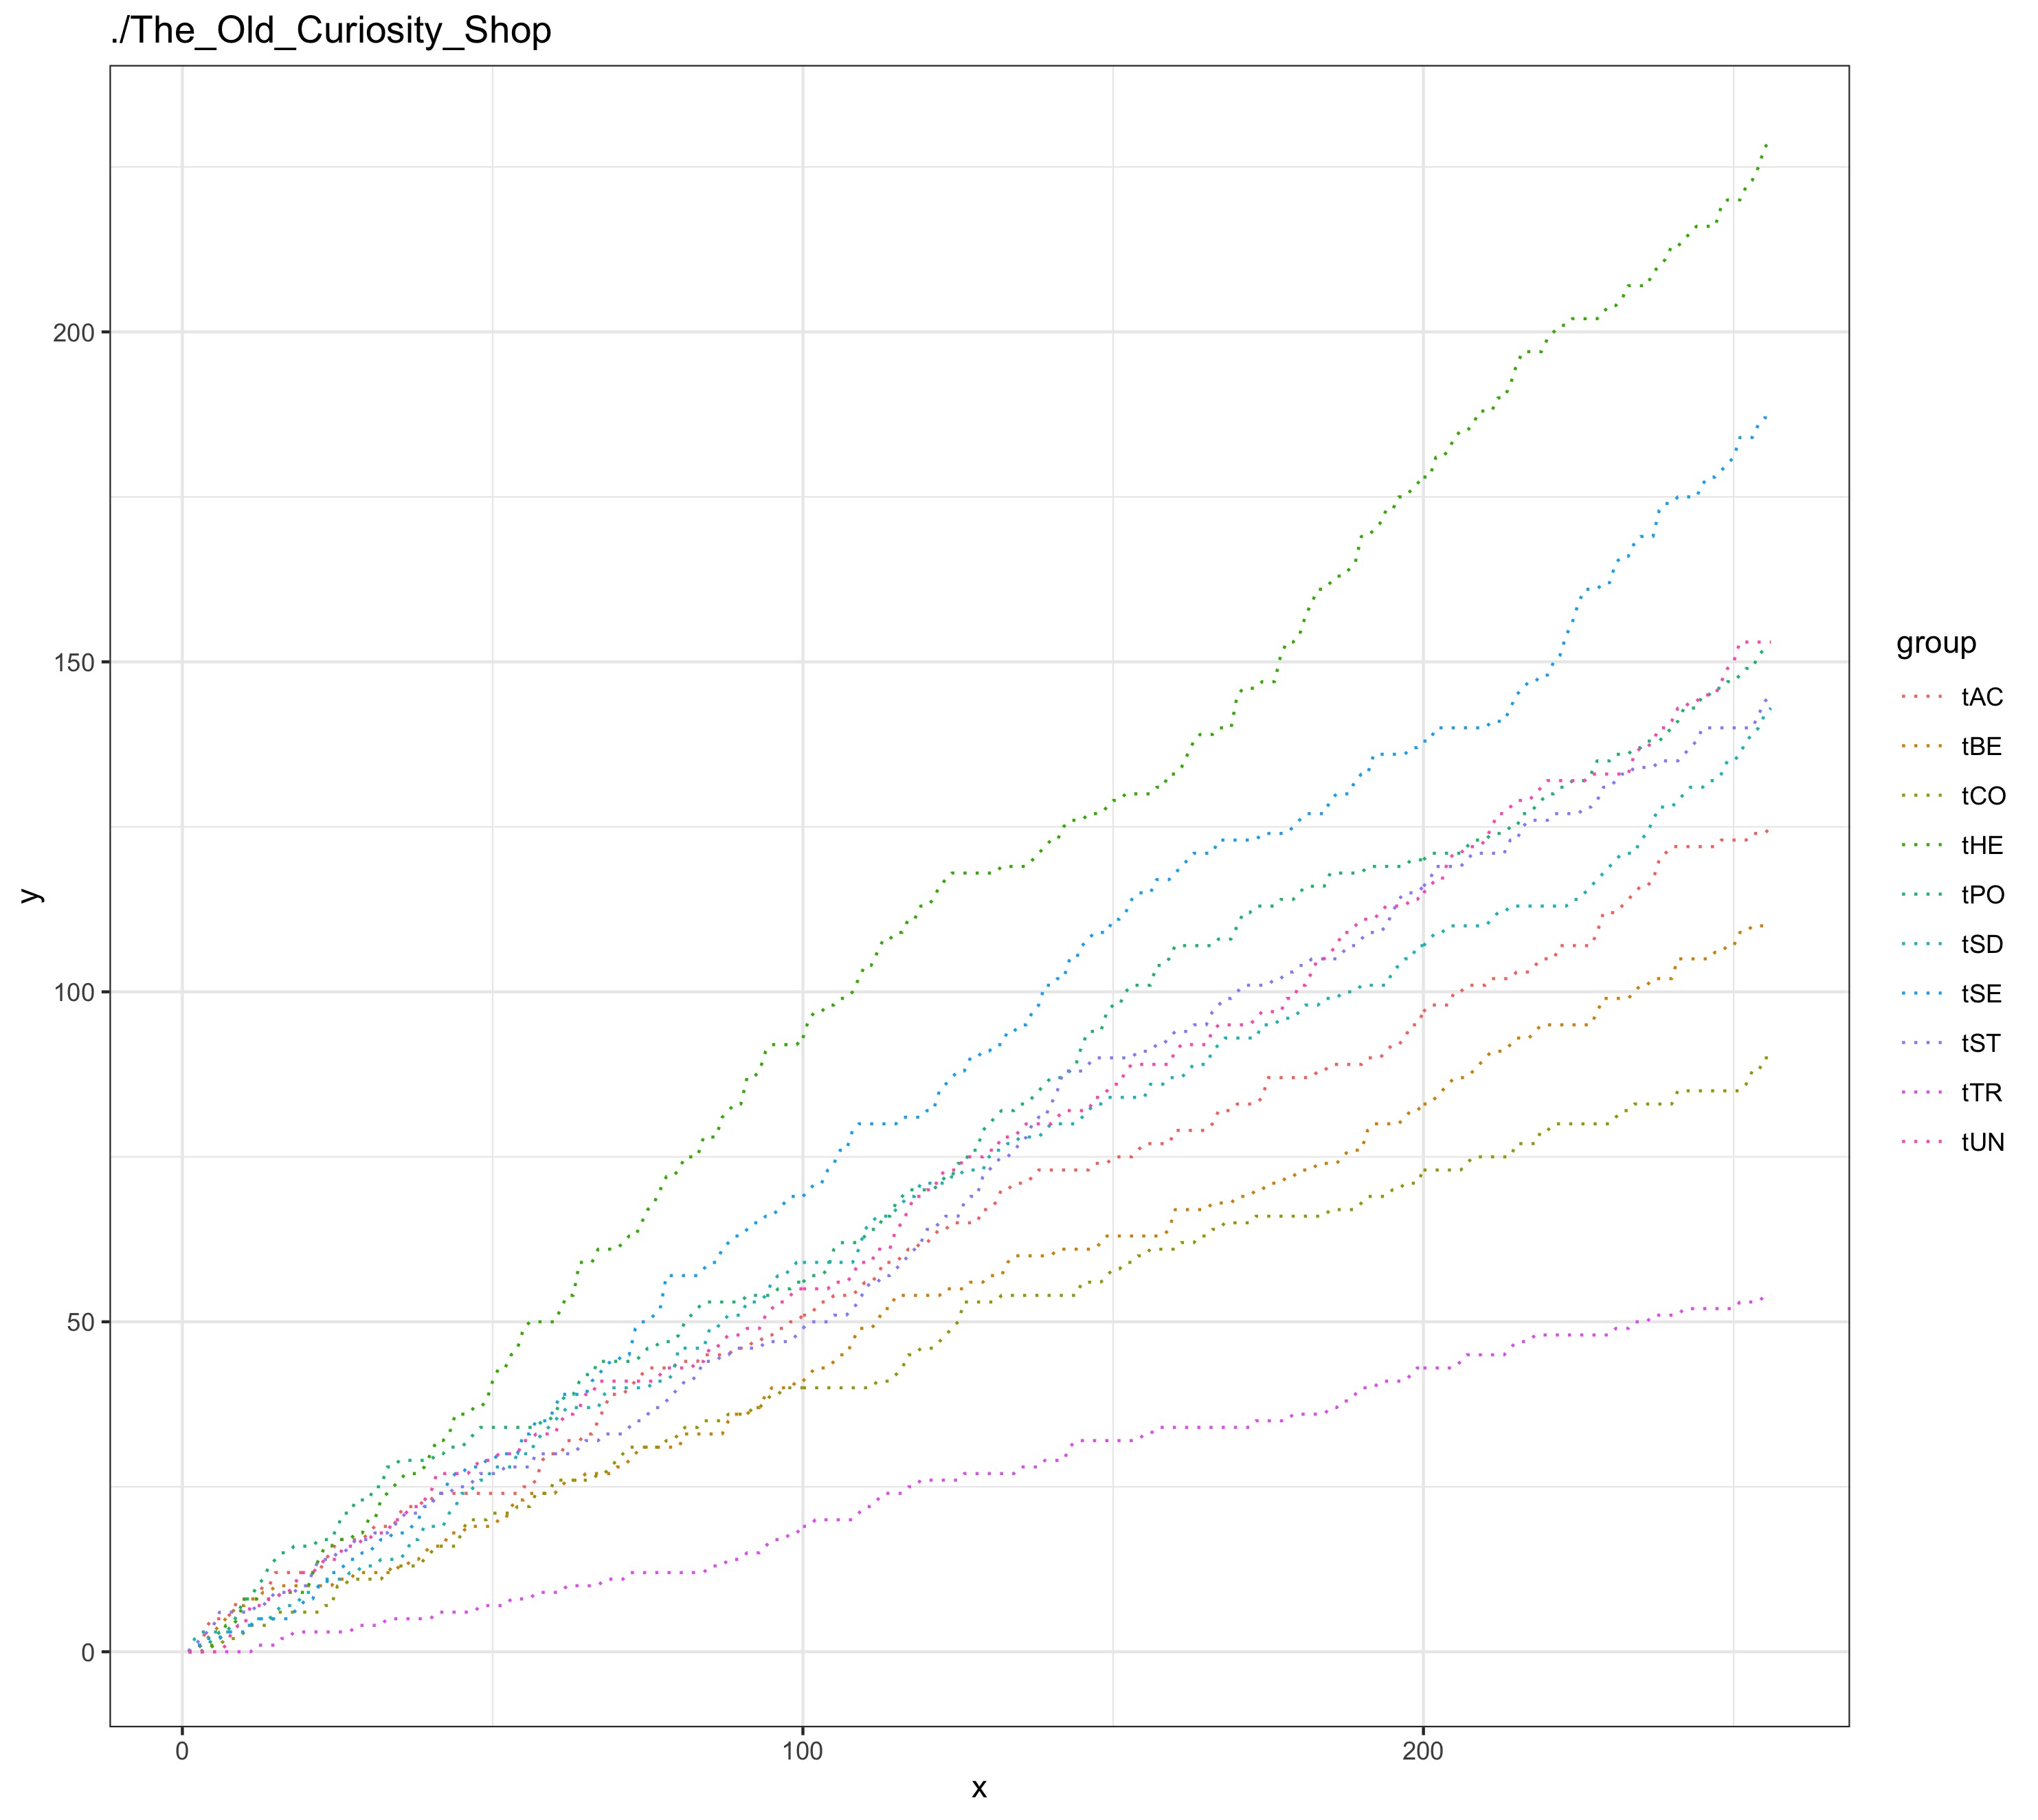 ./The_Old_Curiosity_Shop
200
150
100
50
0
0
100
200
x
y
group
tAC
tBE
tCO
tHE
tPO
tSD
tSE
tST
tTR
tUN